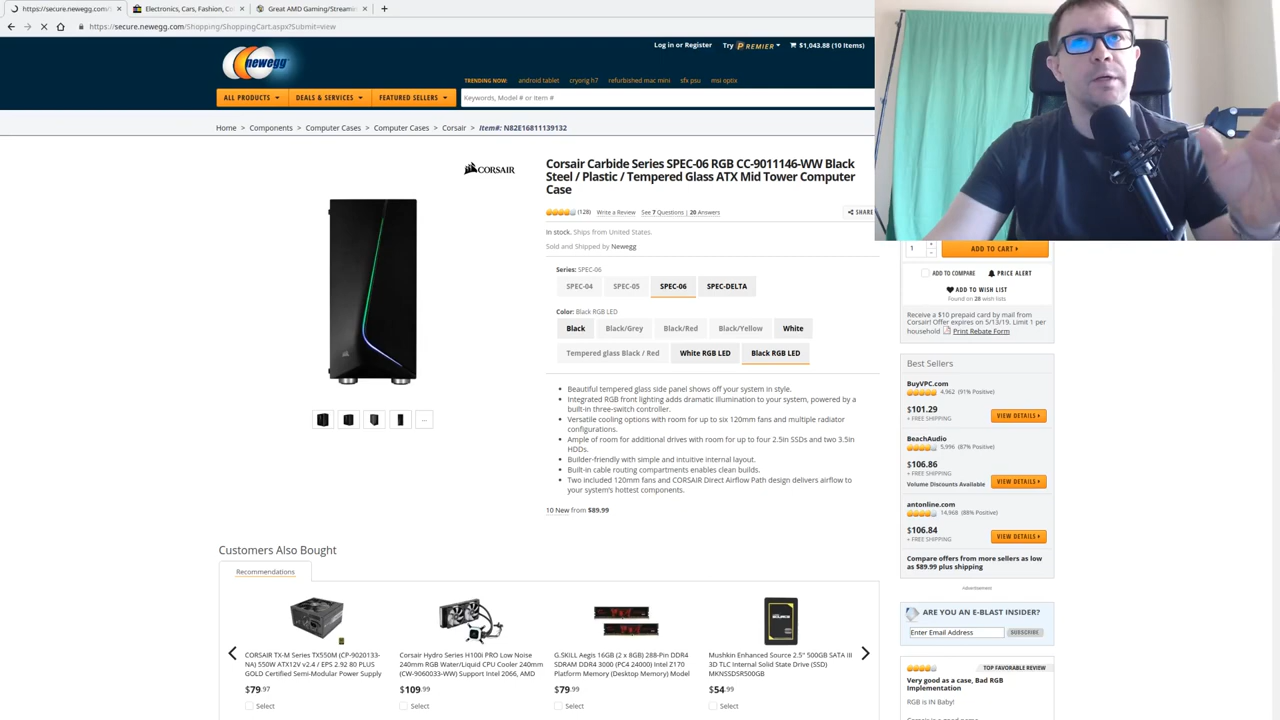 https://secure.newegg.com/
Electronics, Cars, Fashion, Co
Great AMD Gaming/Streamin
https://secure.newegg.com/Shopping/ShoppingCart.aspx?Submit=view
Log in or Register
Try PREMIER
$1,043.88 (10 Items)
newegg
TRENDING NOW: android tablet cryorig h7 refurbished mac mini sfx psu msi optix
ALL PRODUCTS
DEALS & SERVICES
FEATURED SELLERS
Keywords, Model # or Item #
Home > Components > Computer Cases > Computer Cases > Corsair > Item#: N82E16811139132
CORSAIR
Corsair Carbide Series SPEC-06 RGB CC-9011146-WW Black
Steel / Plastic / Tempered Glass ATX Mid Tower Computer
Case
(128) Write a Review See 7 Questions | 20 Answers
SHARE
In stock. Ships from United States.
Sold and Shipped by Newegg
Series: SPEC-06
SPEC-04 SPEC-05 SPEC-06 SPEC-DELTA
Color: Black RGB LED
Black Black/Grey Black/Red Black/Yellow White
Tempered glass Black / Red White RGB LED Black RGB LED
Beautiful tempered glass side panel shows off your system in style.
Integrated RGB front lighting adds dramatic illumination to your system, powered by a
built-in three-switch controller.
Versatile cooling options with room for up to six 120mm fans and multiple radiator
configurations.
Ample of room for additional drives with room for up to four 2.5in SSDs and two 3.5in
HDDs.
Builder-friendly with simple and intuitive internal layout.
Built-in cable routing compartments enables clean builds.
Two included 120mm fans and CORSAIR Direct Airflow Path design delivers airflow to
your system's hottest components.
10 New from $89.99
1
ADD TO CART
ADD TO COMPARE
PRICE ALERT
ADD TO WISH LIST
Found on 28 wish lists
Receive a $10 prepaid card by mail from
Corsair! Offer expires on 5/13/19. Limit 1 per
household Print Rebate Form
Best Sellers
BuyVPC.com
4,962 (91% Positive)
$101.29
+ FREE SHIPPING
VIEW DETAILS
BeachAudio
5,996 (87% Positive)
$106.86
+ FREE SHIPPING
Volume Discounts Available
VIEW DETAILS
antonline.com
14,968 (88% Positive)
$106.84
+ FREE SHIPPING
VIEW DETAILS
Compare offers from more sellers as low
as $89.99 plus shipping
Advertisement
ARE YOU AN E-BLAST INSIDER?
Enter Email Address
SUBSCRIBE
TOP FAVORABLE REVIEW
Very good as a case, Bad RGB
Implementation
RGB is IN Baby!
Customers Also Bought
Recommendations
CORSAIR TX-M Series TX550M (CP-9020133-
NA) 550W ATX12V v2.4 / EPS 2.92 80 PLUS
GOLD Certified Semi-Modular Power Supply
$79.97
Select
Corsair Hydro Series H100i PRO Low Noise
240mm RGB Water/Liquid CPU Cooler 240mm
(CW-9060033-WW) Support Intel 2066, AMD
$109.99
Select
G.SKILL Aegis 16GB (2 x 8GB) 288-Pin DDR4
SDRAM DDR4 3000 (PC4 24000) Intel Z170
Platform Memory (Desktop Memory) Model
$79.99
Select
Mushkin Enhanced Source 2.5" 500GB SATA III
3D TLC Internal Solid State Drive (SSD)
MKNSSDSR500GB
$54.99
Select